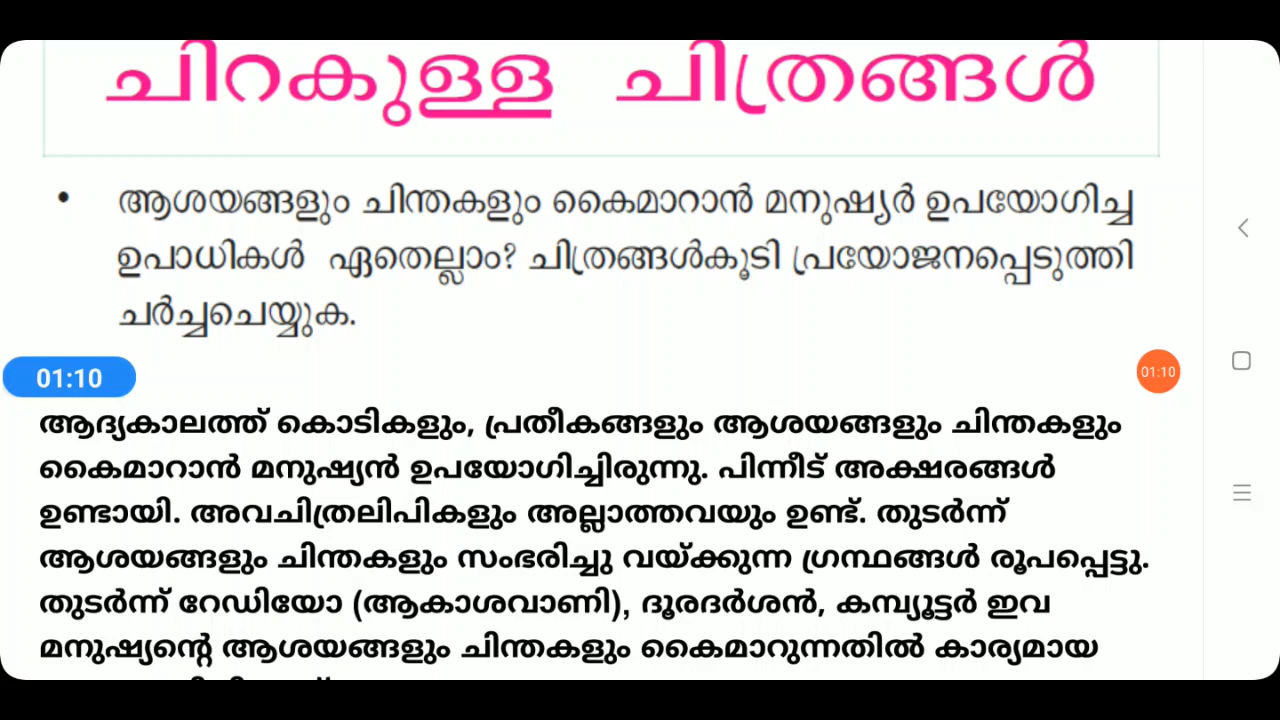 ചിറകുള്ള ചിത്രങ്ങൾ
• ആശയങ്ങളും ചിന്തകളും കൈമാറാൻ മനുഷ്യർ ഉപയോഗിച്ച
ഉപാധികൾ ഏതെല്ലാം? ചിത്രങ്ങൾകൂടി പ്രയോജനപ്പെടുത്തി
ചർച്ചചെയ്യുക.
01:10
01:10
ആദ്യകാലത്ത് കൊടികളും, പ്രതീകങ്ങളും ആശയങ്ങളും ചിന്തകളും
കൈമാറാൻ മനുഷ്യൻ ഉപയോഗിച്ചിരുന്നു. പിന്നീട് അക്ഷരങ്ങൾ
ഉണ്ടായി. അവചിത്രലിപികളും അല്ലാത്തവയും ഉണ്ട്. തുടർന്ന്
ആശയങ്ങളും ചിന്തകളും സംഭരിച്ചു വയ്ക്കുന്ന ഗ്രന്ഥങ്ങൾ രൂപപ്പെട്ടു.
തുടർന്ന് റേഡിയോ (ആകാശവാണി), ദൂരദർശൻ, കമ്പ്യൂട്ടർ ഇവ
മനുഷ്യന്റെ ആശയങ്ങളും ചിന്തകളും കൈമാറുന്നതിൽ കാര്യമായ